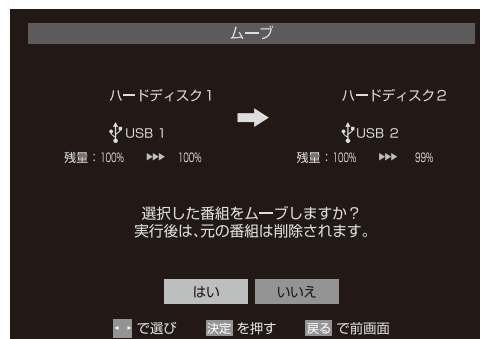 ムーブ
ハードディスク1 ➡ ハードディスク2
USB 1 USB 2
残量：100% ▶▶▶ 100% 残量：100% ▶▶▶ 99%
選択した番組をムーブしますか？
実行後は、元の番組は削除されます。
はい いいえ
で選び 決定 を押す 戻る で前画面